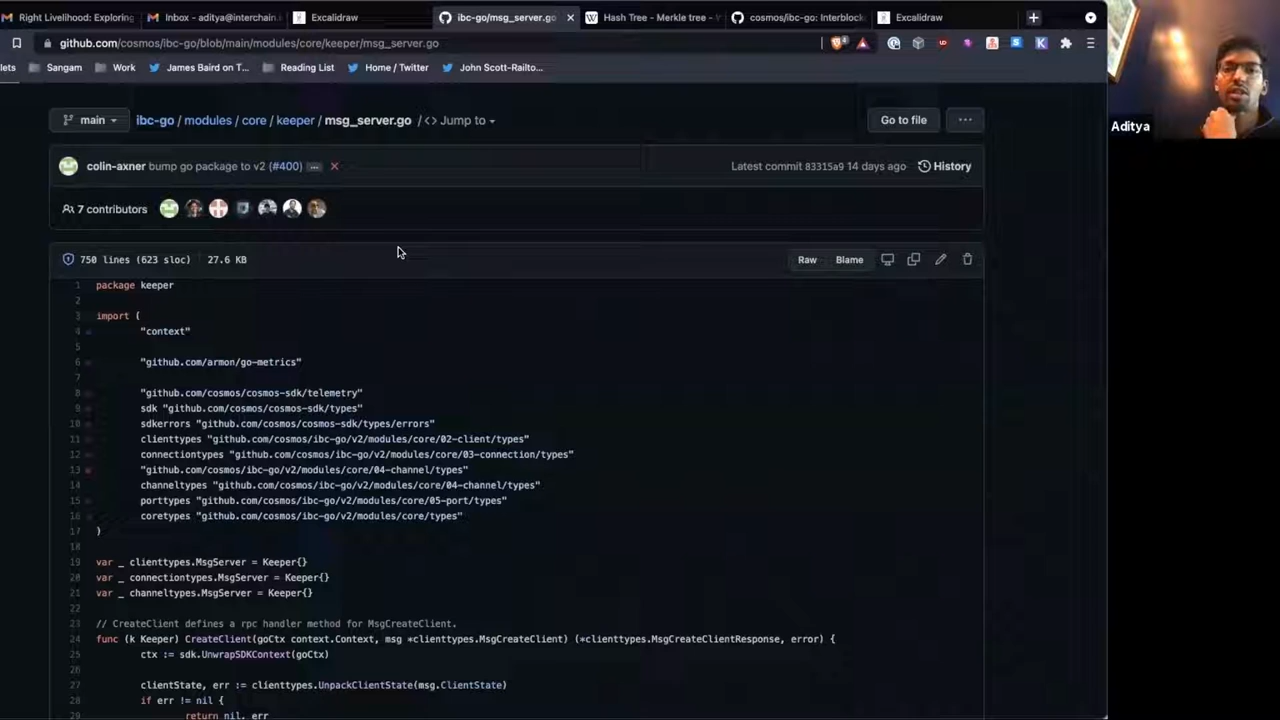 Right Livelihood: Exploring
Inbox - aditya@interchain.
Excalidraw
ibc-go/msg_server.go
Hash Tree - Merkle tree -
cosmos/ibc-go: Interblock
Excalidraw
github.com/cosmos/ibc-go/blob/main/modules/core/keeper/msg_server.go
lets
Sangam
Work
James Baird on T...
Reading List
Home / Twitter
John Scott-Railto...
Aditya
main
ibc-go / modules / core / keeper / msg_server.go / <> Jump to
Go to file
...
colin-axner bump go package to v2 (#400) ...
Latest commit 83315a9 14 days ago
History
7 contributors
750 lines (623 sloc) | 27.6 KB
Raw
Blame
1 package keeper
2
3 import (
4 "context"
5
6 "github.com/armon/go-metrics"
7
8 "github.com/cosmos/cosmos-sdk/telemetry"
9 sdk "github.com/cosmos/cosmos-sdk/types"
10 sdkerrors "github.com/cosmos/cosmos-sdk/types/errors"
11 clienttypes "github.com/cosmos/ibc-go/v2/modules/core/02-client/types"
12 connectiontypes "github.com/cosmos/ibc-go/v2/modules/core/03-connection/types"
13 "github.com/cosmos/ibc-go/v2/modules/core/04-channel/types"
14 channeltypes "github.com/cosmos/ibc-go/v2/modules/core/04-channel/types"
15 porttypes "github.com/cosmos/ibc-go/v2/modules/core/05-port/types"
16 coretypes "github.com/cosmos/ibc-go/v2/modules/core/types"
17 )
18
19 var _ clienttypes.MsgServer = Keeper{}
20 var _ connectiontypes.MsgServer = Keeper{}
21 var _ channeltypes.MsgServer = Keeper{}
22
23 // CreateClient defines a rpc handler method for MsgCreateClient.
24 func (k Keeper) CreateClient(goCtx context.Context, msg *clienttypes.MsgCreateClient) (*clienttypes.MsgCreateClientResponse, error) {
25 ctx := sdk.UnwrapSDKContext(goCtx)
26
27 clientState, err := clienttypes.UnpackClientState(msg.ClientState)
28 if err != nil {
29 return nil, err